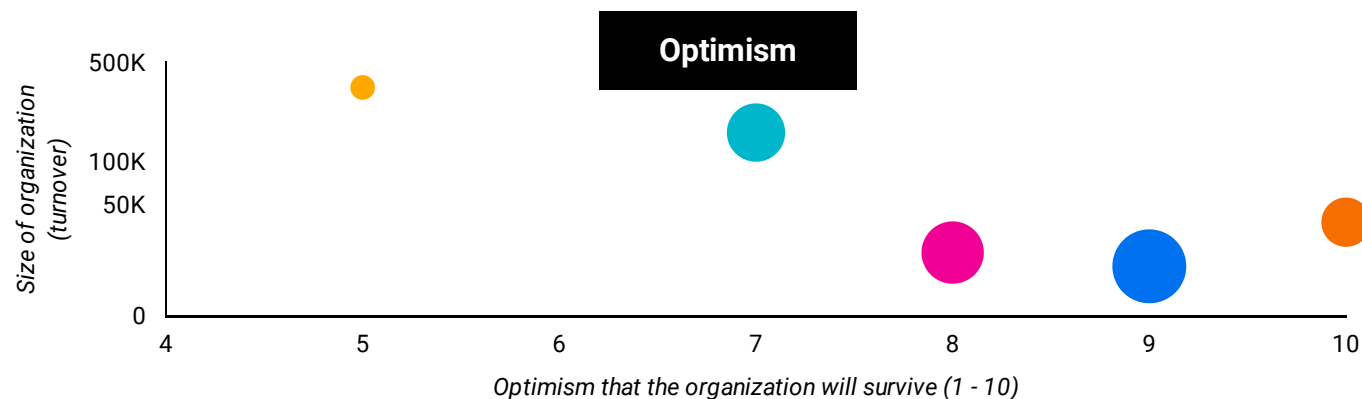 Optimism
500K
100K
50K
0
Size of organization
(turnover)
4 5 6 7 8 9 10
Optimism that the organization will survive (1 - 10)